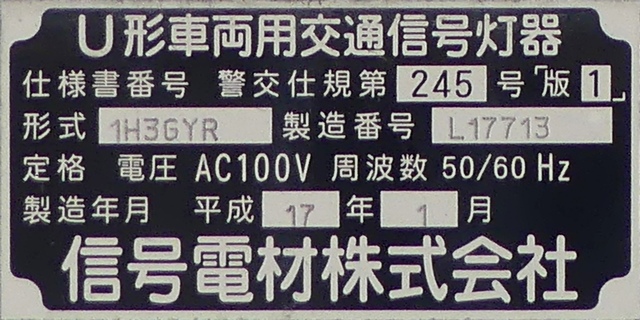 U形車両用交通信号灯器
仕様書番号 警交仕規第 245 号「版 1」
形式 1H3GYR 製造番号 L17713
定格 電圧 AC100V 周波数 50/60 Hz
製造年月 平成 17 年 1 月
信号電材株式会社